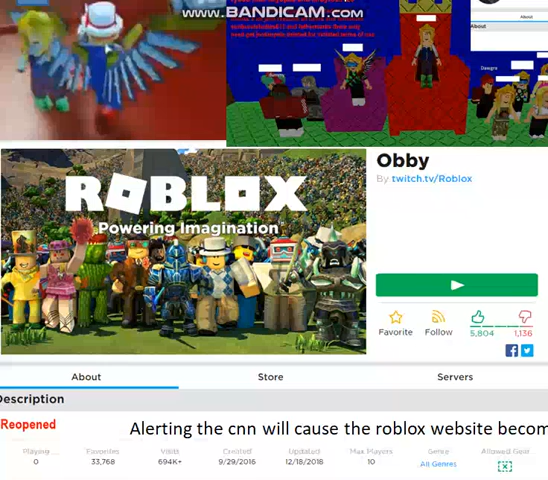 www.BANDICAM.com
About
Designs
ROBLOX
Powering Imagination
Obby
By twitch.tv/Roblox
Favorite
Follow
5,804
1,136
About
Store
Servers
Description
Reopened
Alerting the cnn will cause the roblox website becom
Playing
Favorites
Visits
Created
Updated
Max Players
Genre
Allowed Gear
0
33,768
694K+
9/29/2016
12/18/2018
10
All Genres